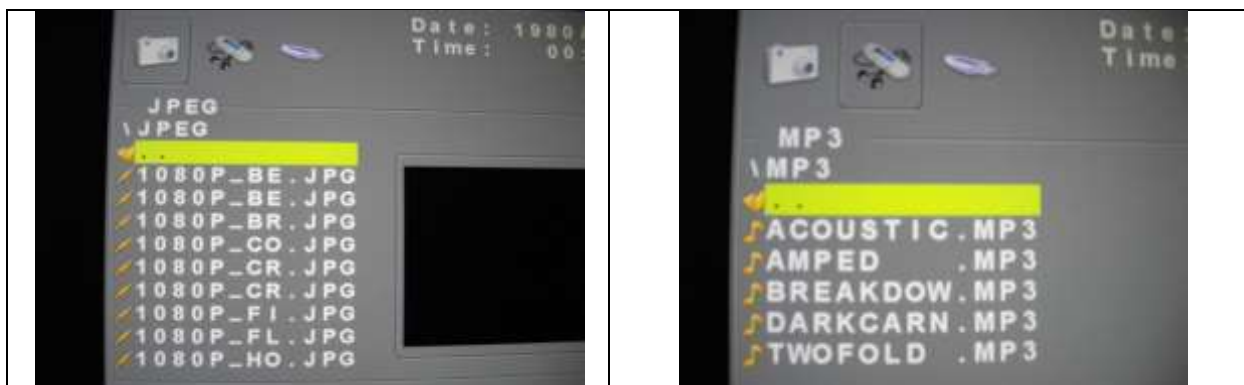 Date: 1980
Time: 00:
JPEG
\JPEG
..
1080P_BE.JPG
1080P_BE.JPG
1080P_BR.JPG
1080P_CO.JPG
1080P_CR.JPG
1080P_CR.JPG
1080P_FI.JPG
1080P_FL.JPG
1080P_HO.JPG
Date:
Time
MP3
\MP3
..
ACOUSTIC.MP3
AMPED .MP3
BREAKDOW.MP3
DARKCARN.MP3
TWOFOLD .MP3